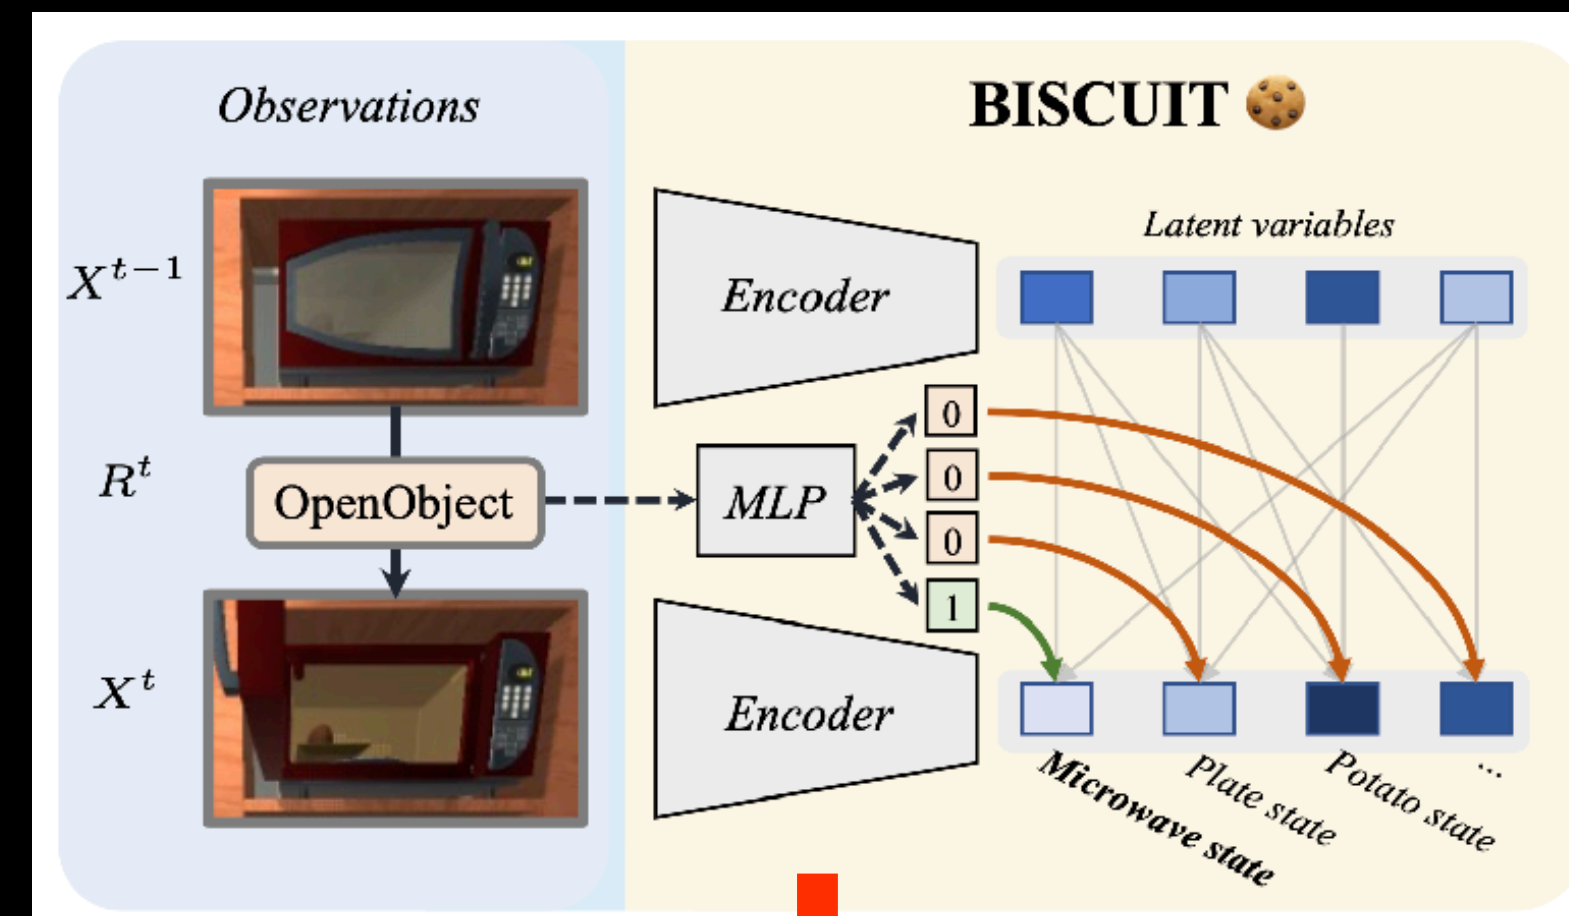 Observations
BISCUIT 🍪
X^{t-1}
Encoder
Latent variables
0
R^t
OpenObject
MLP
0
0
1
X^t
Encoder
Microwave state
Plate state
Potato state
...